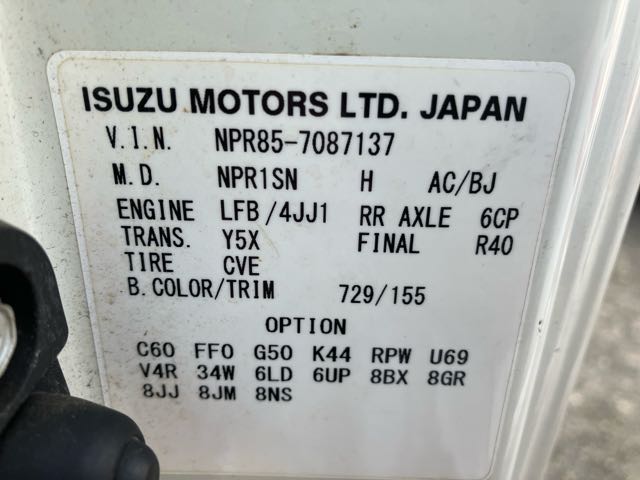 ISUZU MOTORS LTD. JAPAN
V.I.N. NPR85-7087137
M.D. NPR1SN H AC/BJ
ENGINE LFB/4JJ1 RR AXLE 6CP
TRANS. Y5X FINAL R40
TIRE CVE
B.COLOR/TRIM 729/155
OPTION
C60 FF0 G50 K44 RPW U69
V4R 34W 6LD 6UP 8BX 8GR
8JJ 8JM 8NS